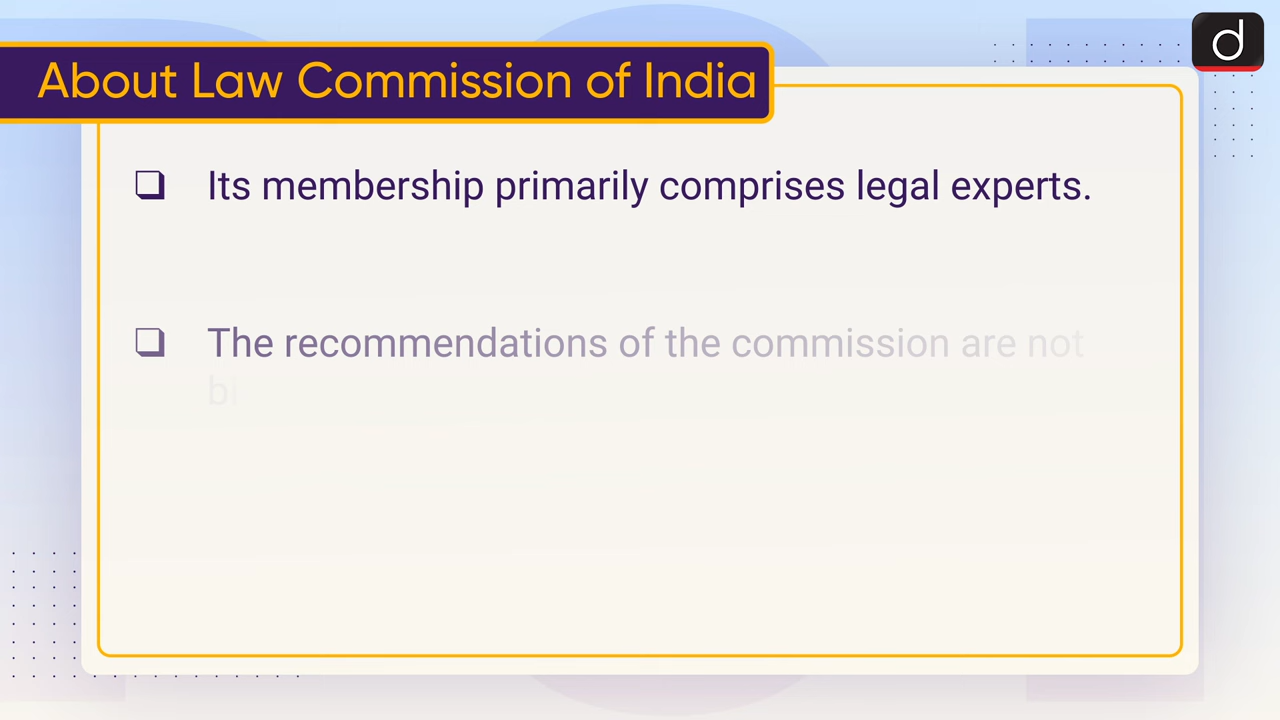 About Law Commission of India
d
❑ Its membership primarily comprises legal experts.
❑ The recommendations of the commission are not